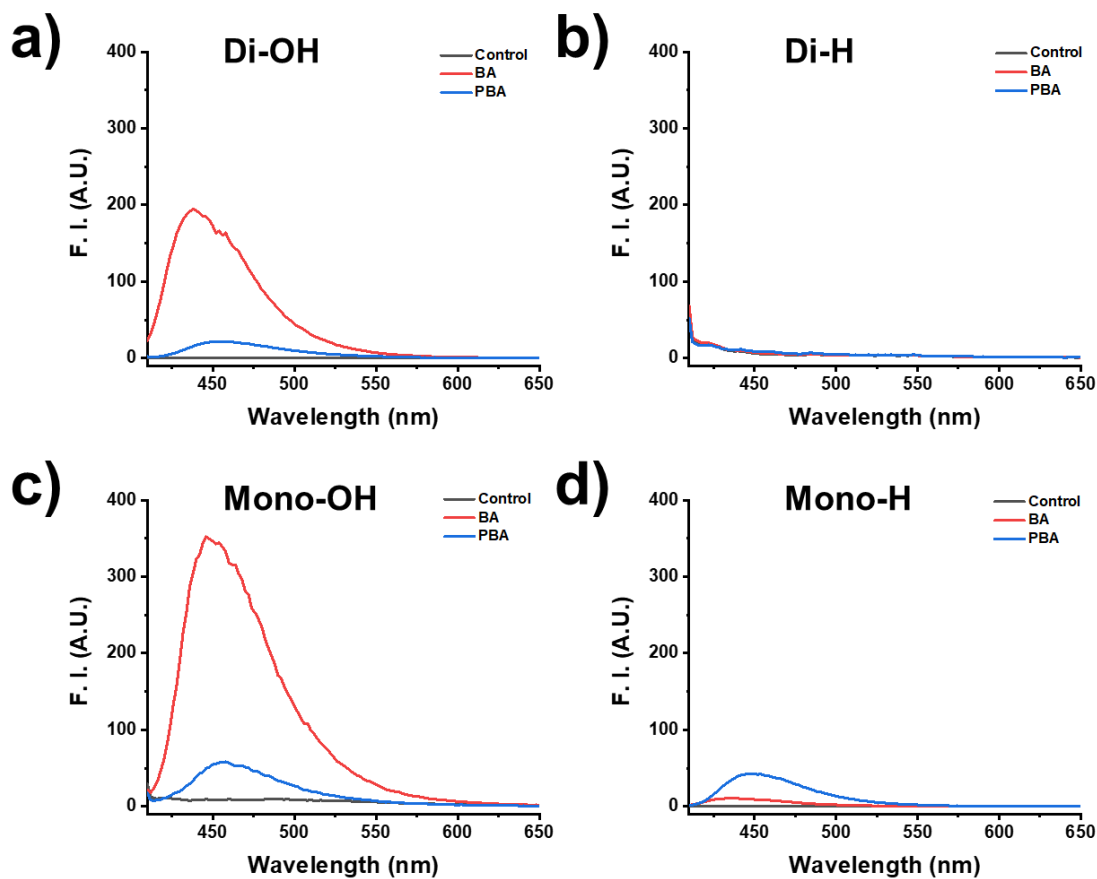 a)
Di-OH
Control
BA
PBA
400
300
200
100
0
F. I. (A.U.)
450
500
550
600
650
Wavelength (nm)
b)
Di-H
Control
BA
PBA
400
300
200
100
0
F. I. (A.U.)
450
500
550
600
650
Wavelength (nm)
c)
Mono-OH
Control
BA
PBA
400
300
200
100
0
F. I. (A.U.)
450
500
550
600
650
Wavelength (nm)
d)
Mono-H
Control
BA
PBA
400
300
200
100
0
F. I. (A.U.)
450
500
550
600
650
Wavelength (nm)